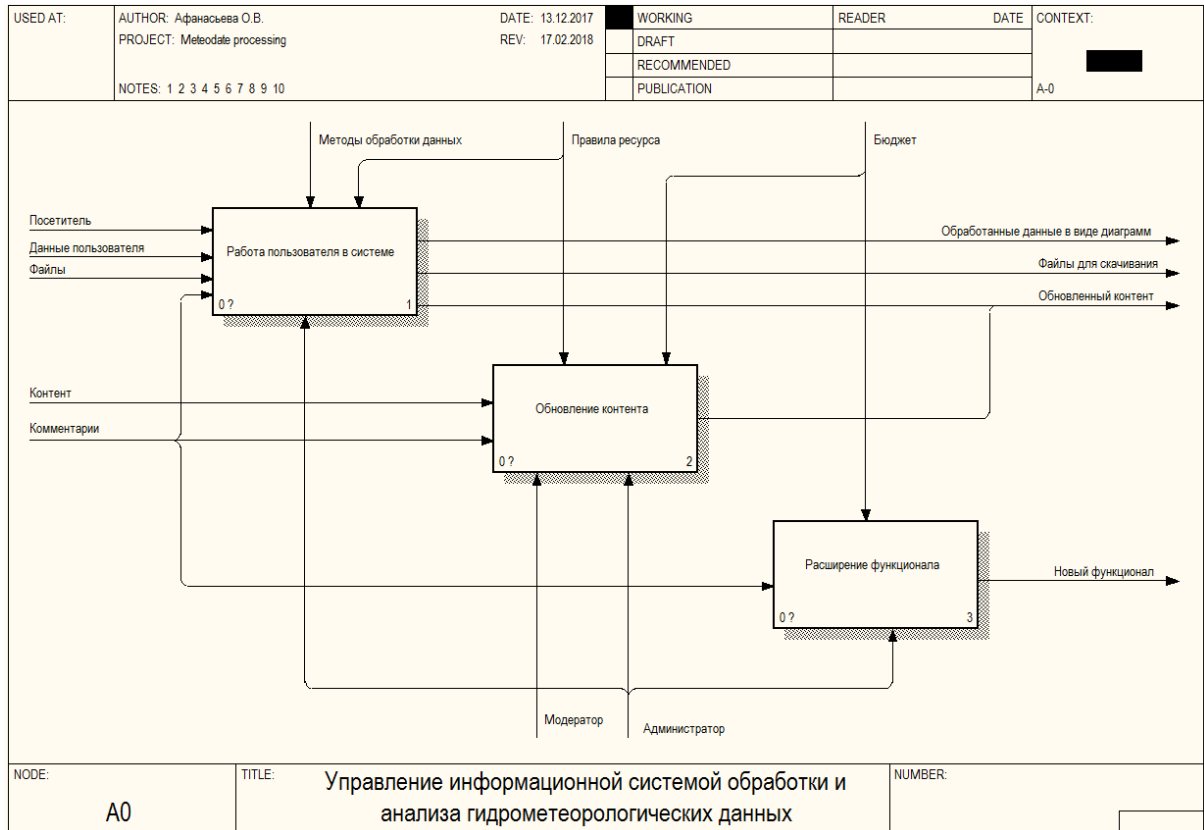 USED AT:
AUTHOR: Афанасьева О.В.
DATE: 13.12.2017
WORKING
READER
DATE
CONTEXT:
PROJECT: Meteodate processing
REV: 17.02.2018
DRAFT
RECOMMENDED
NOTES: 1 2 3 4 5 6 7 8 9 10
PUBLICATION
A-0
Методы обработки данных
Правила ресурса
Бюджет
Посетитель
Данные пользователя
Файлы
Работа пользователя в системе
0 ?
1
Обработанные данные в виде диаграмм
Файлы для скачивания
Обновленный контент
Контент
Комментарии
Обновление контента
0 ?
2
Расширение функционала
0 ?
3
Новый функционал
Модератор
Администратор
NODE:
A0
TITLE:
Управление информационной системой обработки и
анализа гидрометеорологических данных
NUMBER: